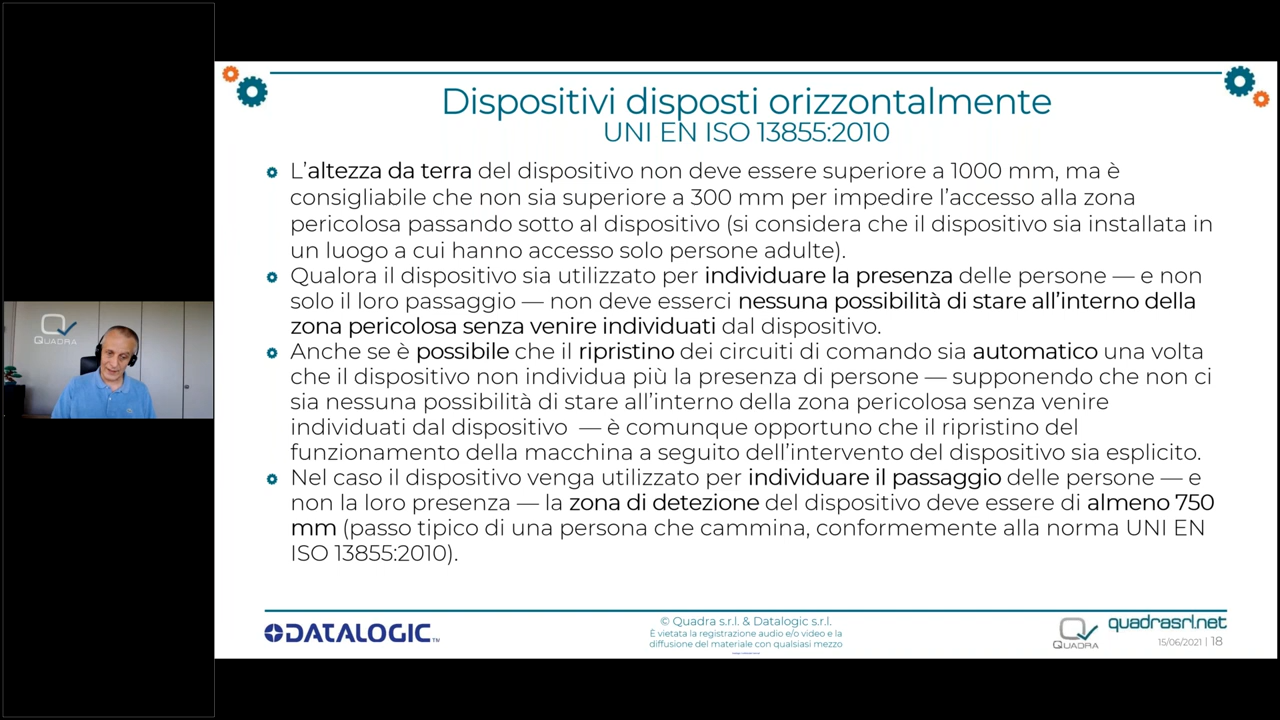 Dispositivi disposti orizzontalmente
UNI EN ISO 13855:2010
L'altezza da terra del dispositivo non deve essere superiore a 1000 mm, ma è
consigliabile che non sia superiore a 300 mm per impedire l'accesso alla zona
pericolosa passando sotto al dispositivo (si considera che il dispositivo sia installata in
un luogo a cui hanno accesso solo persone adulte).
Qualora il dispositivo sia utilizzato per individuare la presenza delle persone — e non
solo il loro passaggio — non deve esserci nessuna possibilità di stare all'interno della
zona pericolosa senza venire individuati dal dispositivo.
Anche se è possibile che il ripristino dei circuiti di comando sia automatico una volta
che il dispositivo non individua più la presenza di persone — supponendo che non ci
sia nessuna possibilità di stare all'interno della zona pericolosa senza venire
individuati dal dispositivo — è comunque opportuno che il ripristino del
funzionamento della macchina a seguito dell'intervento del dispositivo sia esplicito.
Nel caso il dispositivo venga utilizzato per individuare il passaggio delle persone — e
non la loro presenza — la zona di detezione del dispositivo deve essere di almeno 750
mm (passo tipico di una persona che cammina, conformemente alla norma UNI EN
ISO 13855:2010).
QUADRA
DATALOGIC™
© Quadra s.r.l. & Datalogic s.r.l.
È vietata la registrazione audio e/o video e la
diffusione del materiale con qualsiasi mezzo
QUADRA
quadrasrl.net
15/06/2021 | 18